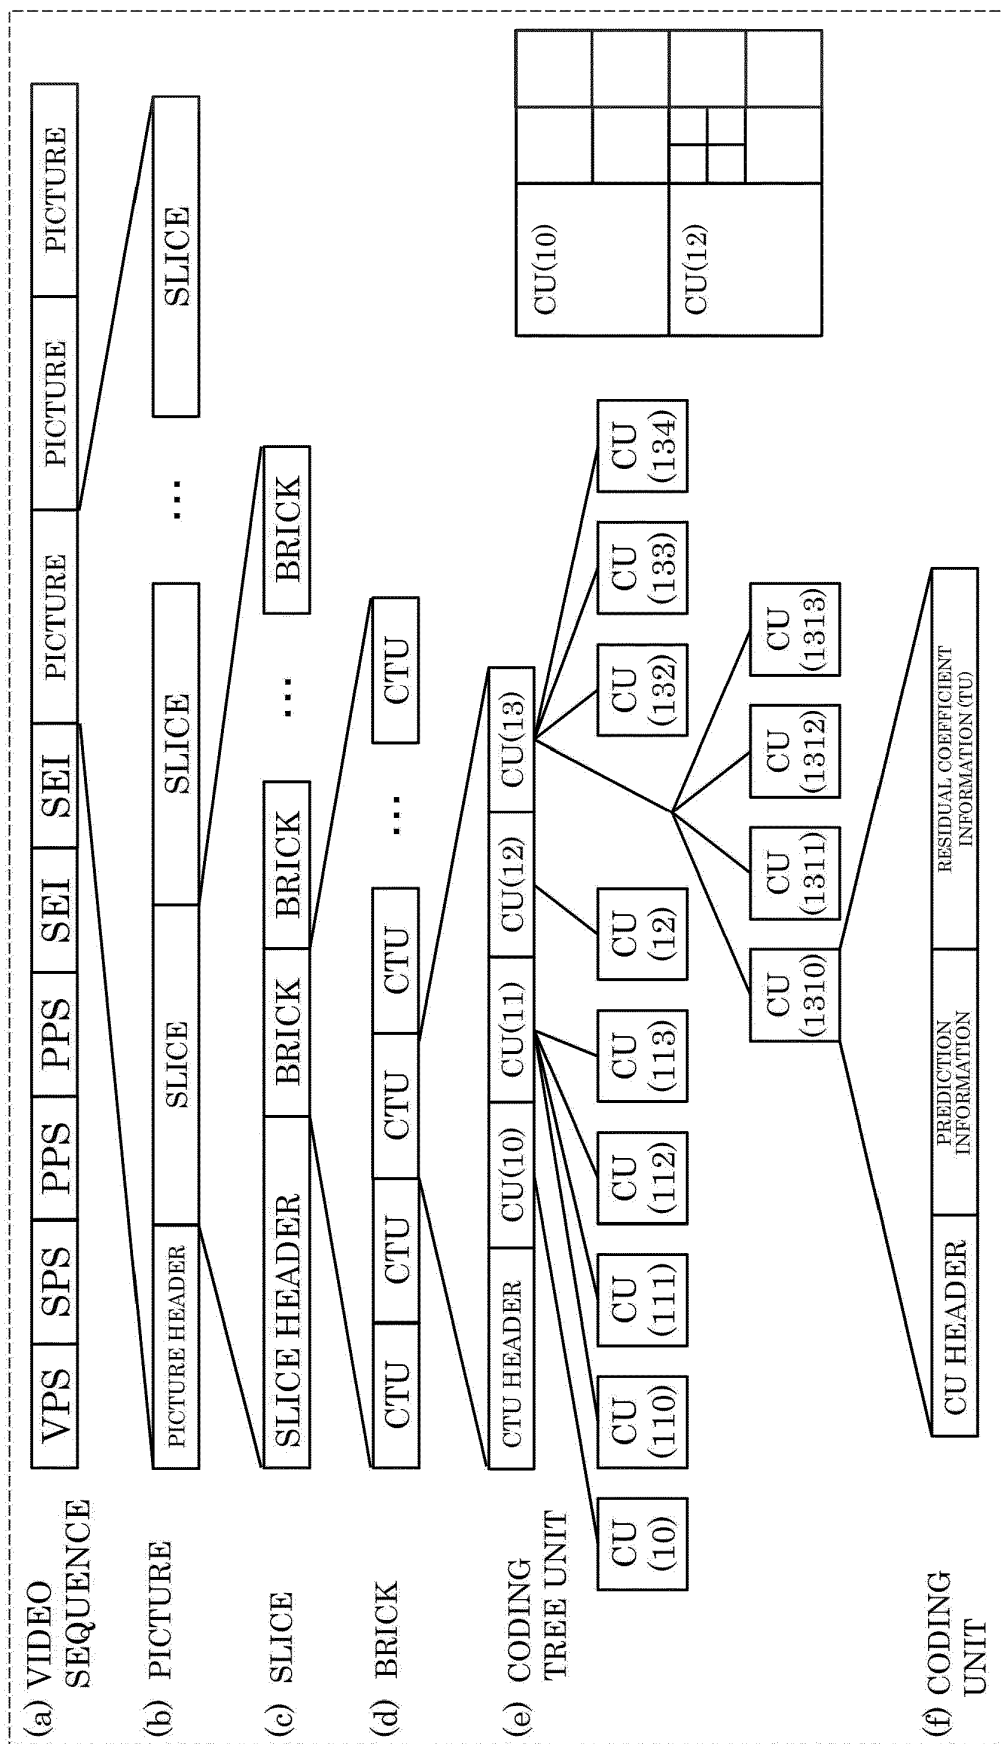 (a) VIDEO
SEQUENCE
VPS SPS PPS PPS SEI SEI PICTURE PICTURE PICTURE
(b) PICTURE
PICTURE HEADER SLICE SLICE ... SLICE
(c) SLICE
SLICE HEADER BRICK BRICK ... BRICK
(d) BRICK
CTU CTU CTU CTU ... CTU
(e) CODING
TREE UNIT
CTU HEADER CU(10) CU(11) CU(12) CU(13)
CU
(10)
CU
(110)
CU
(111)
CU
(112)
CU
(113)
CU
(12)
CU
(132)
CU
(133)
CU
(134)
CU
(1310)
CU
(1311)
CU
(1312)
CU
(1313)
CU(10)
CU(12)
(f) CODING
UNIT
CU HEADER
PREDICTION
INFORMATION
RESIDUAL COEFFICIENT
INFORMATION (TU)